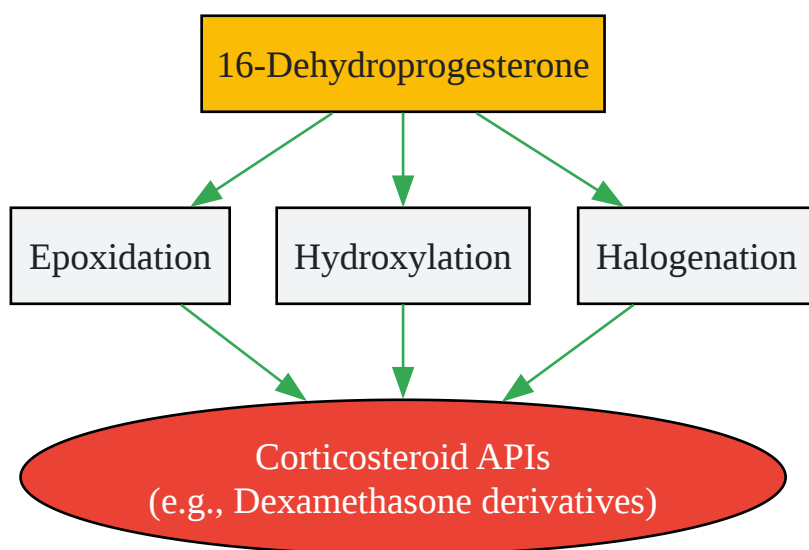 16-Dehydroprogesterone
Epoxidation
Hydroxylation
Halogenation
Corticosteroid APIs
(e.g., Dexamethasone derivatives)